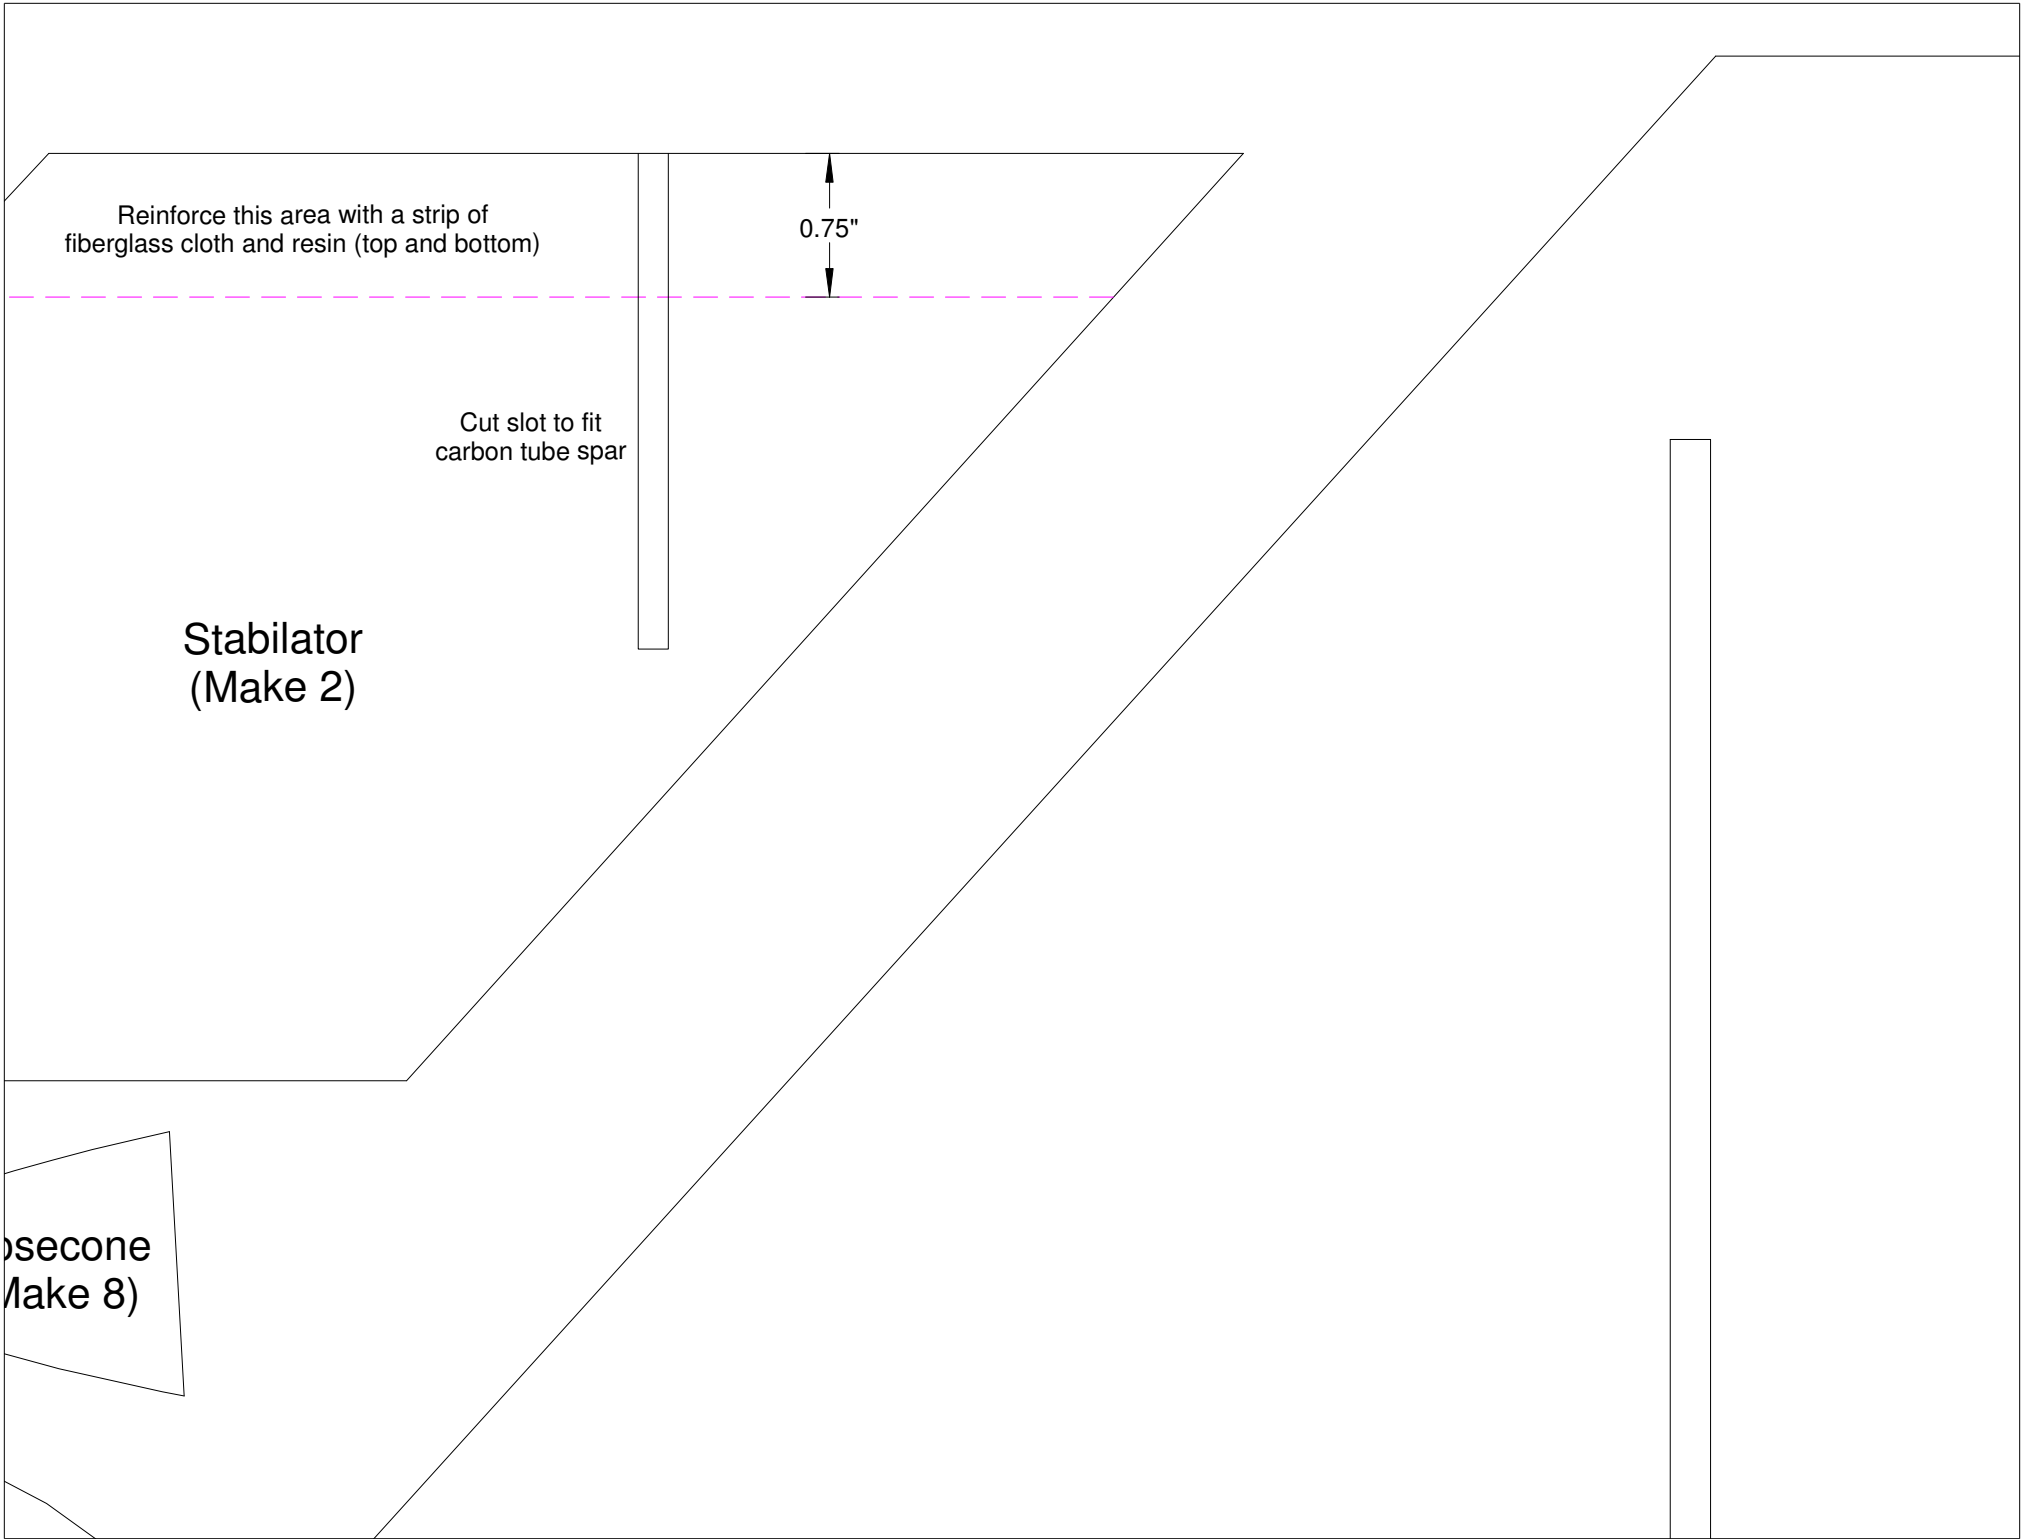 Reinforce this area with a strip of
fiberglass cloth and resin (top and bottom)
0.75"
Cut slot to fit
carbon tube spar
Stabilator
(Make 2)
osecone
Make 8)